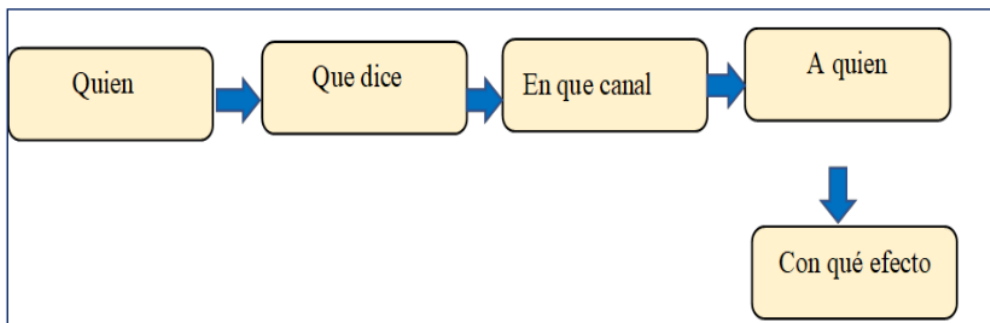 Quien
Que dice
En que canal
A quien
Con qué efecto